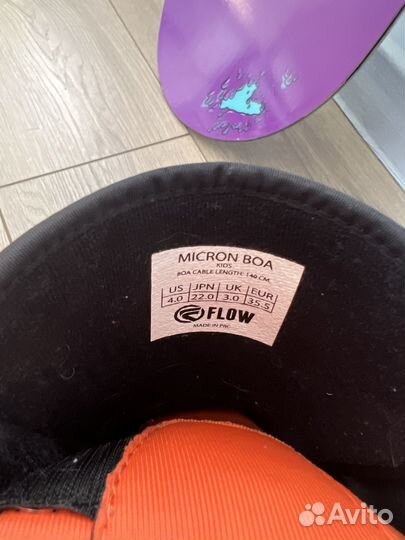 MICRON BOA
KIDS
BOA CABLE LENGTH: 140 CM
US JPN UK EUR
4.0 22.0 3.0 35.5
FLOW
MADE IN PRC
Avito